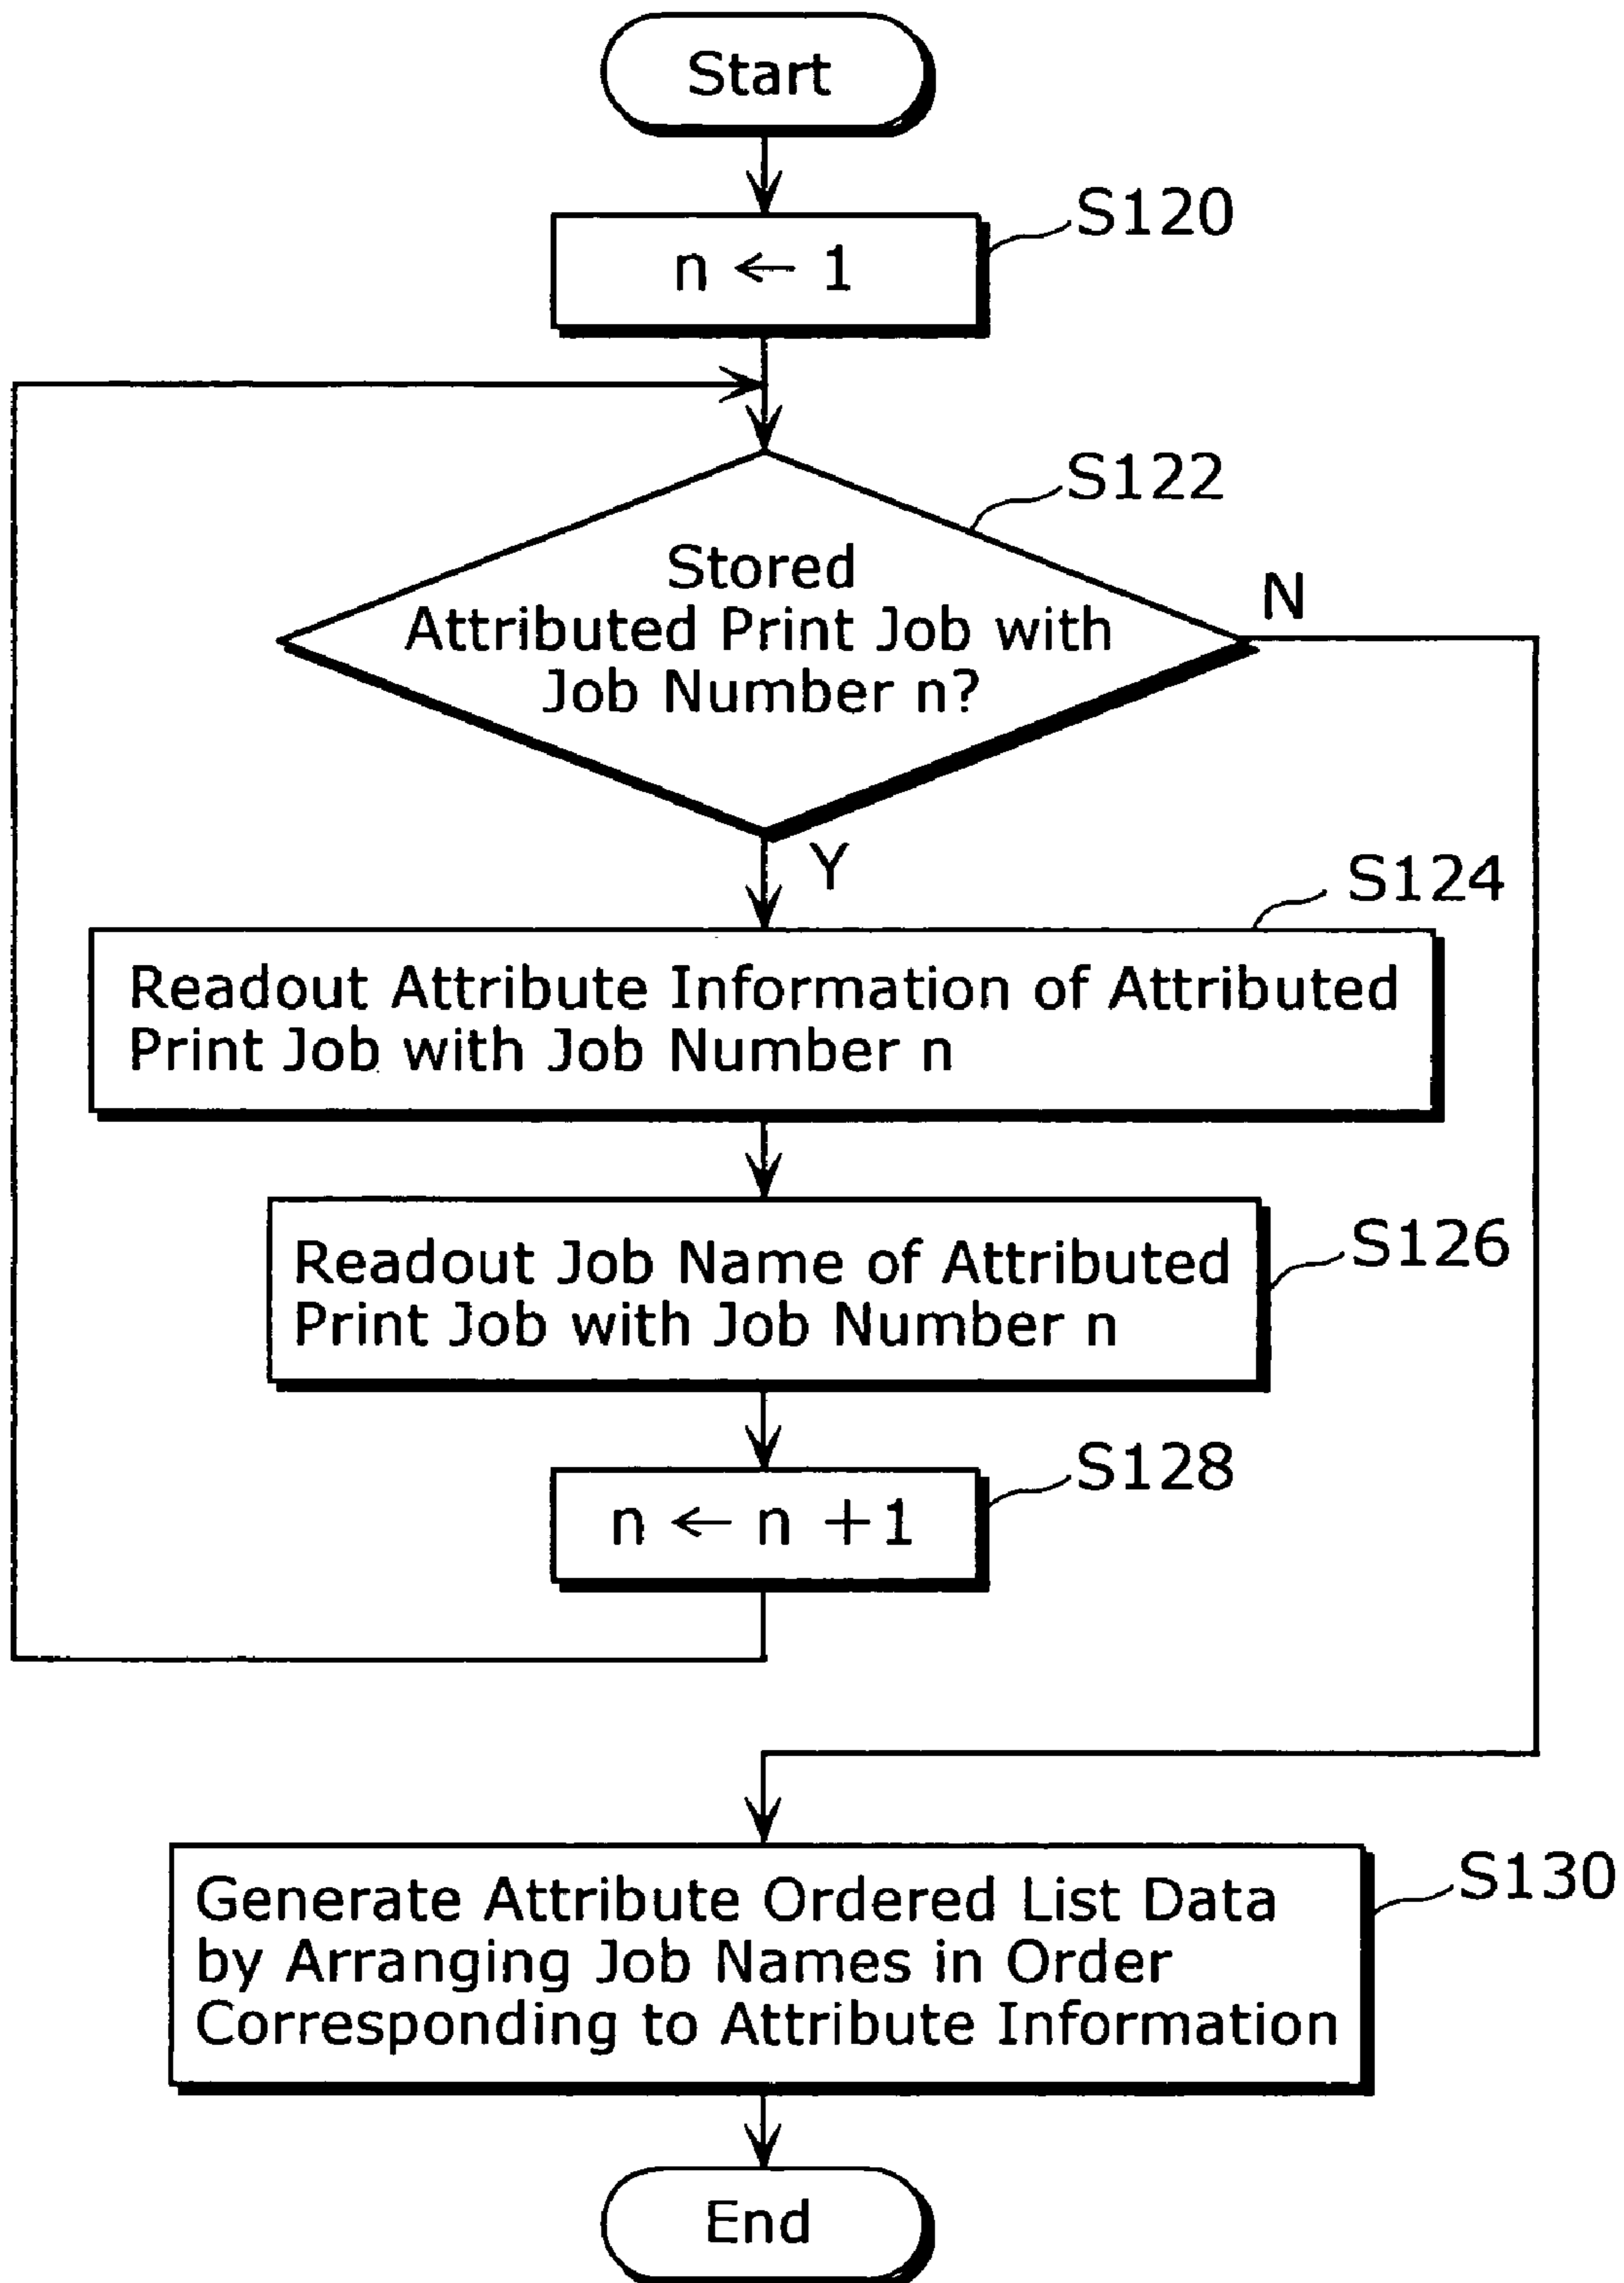 Start
S120
n ← 1
S122
Stored
Attributed Print Job with
Job Number n?
N
Y
S124
Readout Attribute Information of Attributed
Print Job with Job Number n
S126
Readout Job Name of Attributed
Print Job with Job Number n
S128
n ← n +1
S130
Generate Attribute Ordered List Data
by Arranging Job Names in Order
Corresponding to Attribute Information
End